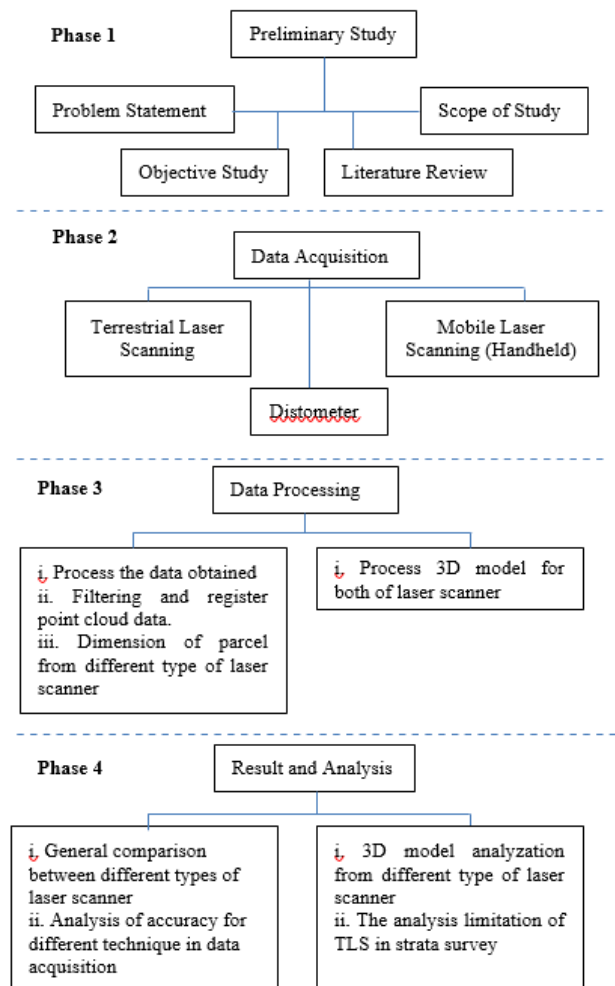 Phase 1
Preliminary Study
Problem Statement
Scope of Study
Objective Study
Literature Review
Phase 2
Data Acquisition
Terrestrial Laser
Scanning
Mobile Laser
Scanning (Handheld)
Distometer
Phase 3
Data Processing
i. Process the data obtained
ii. Filtering and register
point cloud data.
iii. Dimension of parcel
from different type of laser
scanner
i. Process 3D model for
both of laser scanner
Phase 4
Result and Analysis
i. General comparison
between different types of
laser scanner
ii. Analysis of accuracy for
different technique in data
acquisition
i. 3D model analyzation
from different type of laser
scanner
ii. The analysis limitation of
TLS in strata survey